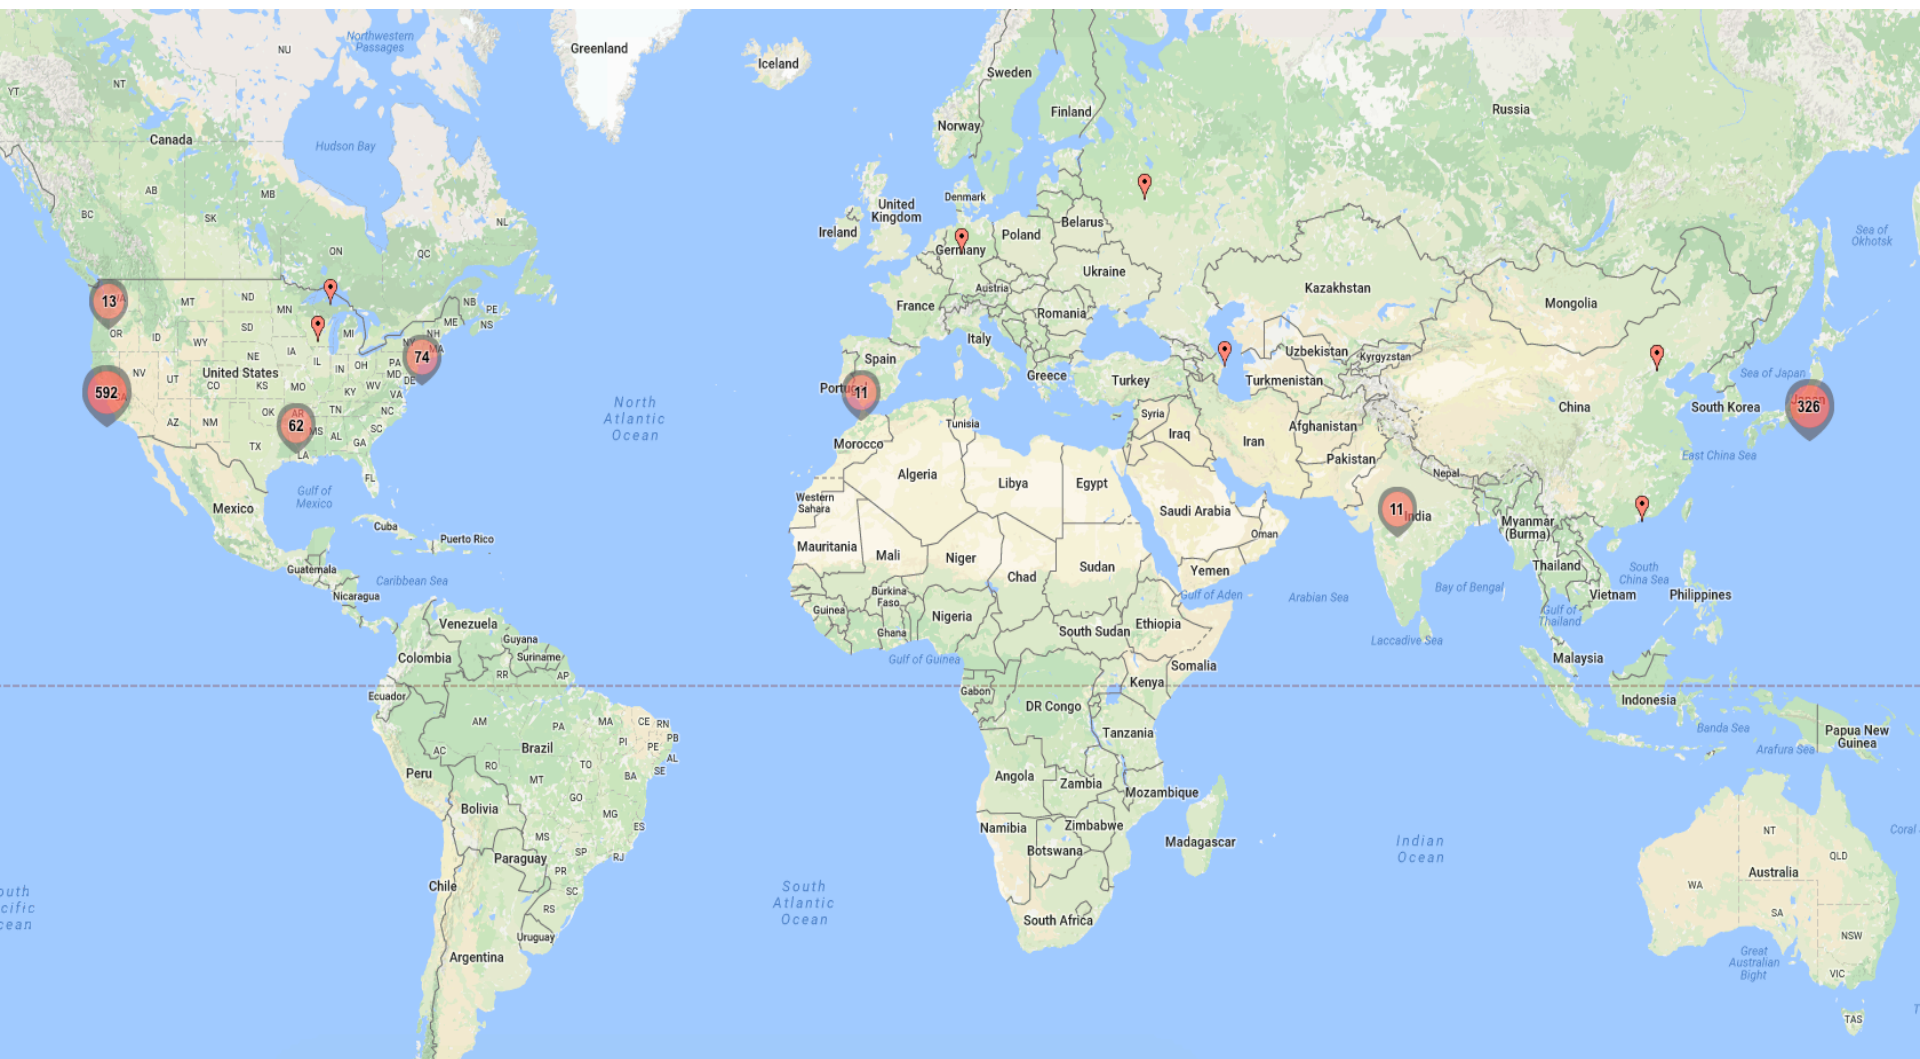 Northwestern
Passages
NU
Greenland
Iceland
Sweden
YT
NT
Russia
Finland
Norway
Canada
Hudson Bay
AB
MB
Denmark
United
Kingdom
BC
SK
NL
Belarus
Ireland
Poland
Sea of
Okhotsk
ON
QC
Germany
Ukraine
Austria
Kazakhstan
13
MT
ND
MN
NB
PE
France
Mongolia
ME
NS
Romania
OR
ID
WY
SD
MI
NH
NY
MA
Italy
IA
NE
IL
IN
OH
PA
74
Spain
Uzbekistan
Kyrgyzstan
United States
NV
UT
CO
KS
MO
MD
DE
WV
KY
VA
Greece
Turkey
Turkmenistan
Sea of Japan
592
CA
11
China
South Korea
Japan
326
North
Atlantic
Ocean
AZ
NM
OK
AR
62
TN
NC
MS
AL
SC
GA
Tunisia
Syria
Afghanistan
Iraq
Iran
Morocco
TX
LA
Pakistan
East China Sea
FL
Algeria
Libya
Egypt
Nepal
Gulf of
Mexico
Mexico
Western
Sahara
Saudi Arabia
11
India
Cuba
Myanmar
(Burma)
Puerto Rico
Oman
Mauritania
Mali
Niger
Guatemala
Chad
Sudan
Yemen
Thailand
South
China Sea
Caribbean Sea
Nicaragua
Burkina
Faso
Gulf of Aden
Arabian Sea
Bay of Bengal
Vietnam
Philippines
Guinea
Nigeria
Gulf of
Thailand
Venezuela
Ghana
South Sudan
Ethiopia
Guyana
Laccadive Sea
Colombia
Suriname
Gulf of Guinea
Somalia
Malaysia
RR
AP
Ecuador
Gabon
Kenya
Indonesia
DR Congo
AM
PA
MA
CE
RN
Banda Sea
Papua New
Guinea
Tanzania
PB
PI
PE
Brazil
AC
AL
Arafura Sea
RO
TO
SE
Peru
MT
BA
Angola
Zambia
Mozambique
GO
Bolivia
MG
Namibia
Zimbabwe
ES
NT
Coral
MS
Madagascar
Indian
Ocean
Botswana
SP
RJ
QLD
Paraguay
PR
Australia
Chile
SC
South
Atlantic
Ocean
WA
RS
SA
South Africa
Uruguay
NSW
Argentina
Great
Australian
Bight
VIC
TAS